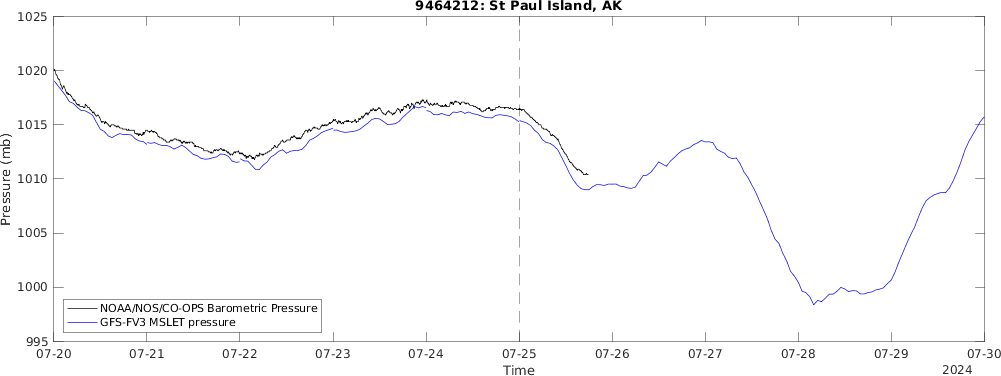 9464212: St Paul Island, AK
Pressure (mb)
1025
1020
1015
1010
1005
1000
995
NOAA/NOS/CO-OPS Barometric Pressure
GFS-FV3 MSLET pressure
07-20 07-21 07-22 07-23 07-24 07-25 07-26 07-27 07-28 07-29 07-30
Time
2024